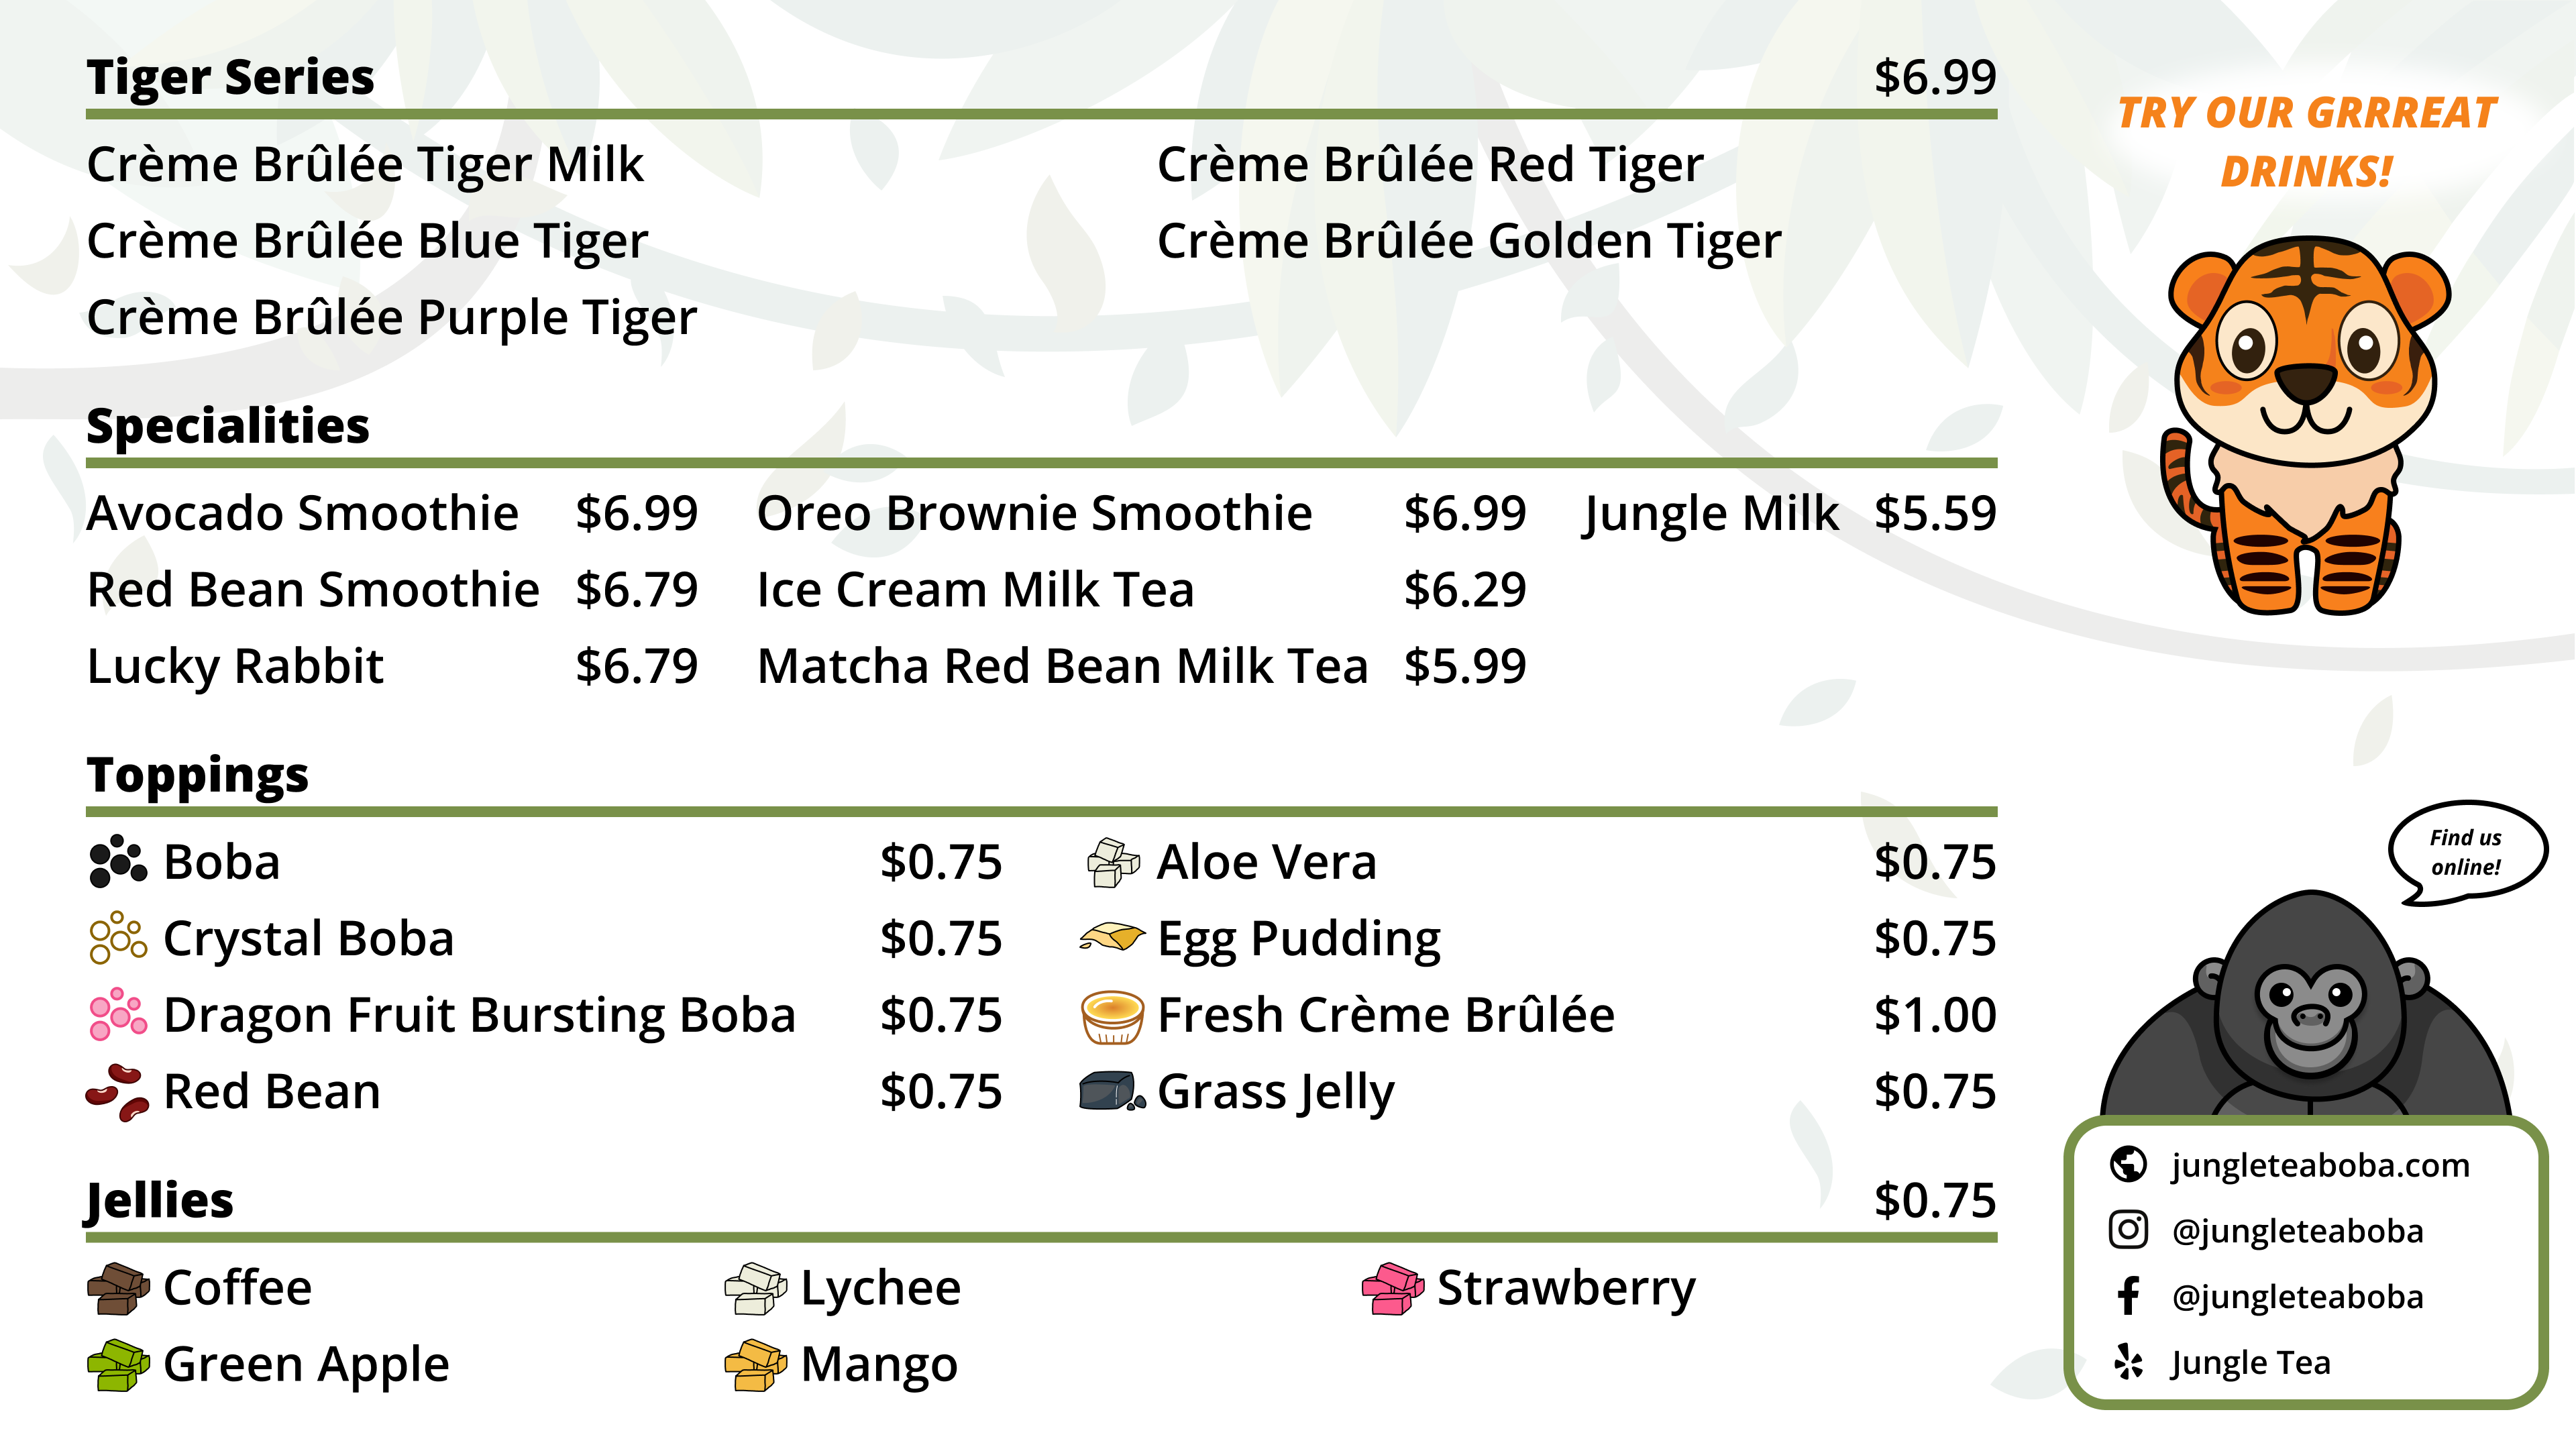 Tiger Series $6.99
Crème Brûlée Tiger Milk Crème Brûlée Red Tiger
Crème Brûlée Blue Tiger Crème Brûlée Golden Tiger
Crème Brûlée Purple Tiger
Specialities
Avocado Smoothie $6.99 Oreo Brownie Smoothie $6.99 Jungle Milk $5.59
Red Bean Smoothie $6.79 Ice Cream Milk Tea $6.29
Lucky Rabbit $6.79 Matcha Red Bean Milk Tea $5.99
Toppings
Boba $0.75 Aloe Vera $0.75
Crystal Boba $0.75 Egg Pudding $0.75
Dragon Fruit Bursting Boba $0.75 Fresh Crème Brûlée $1.00
Red Bean $0.75 Grass Jelly $0.75
Jellies $0.75
Coffee Lychee Strawberry
Green Apple Mango
TRY OUR GRRREAT
DRINKS!
Find us
online!
jungleteaboba.com
@jungleteaboba
@jungleteaboba
Jungle Tea